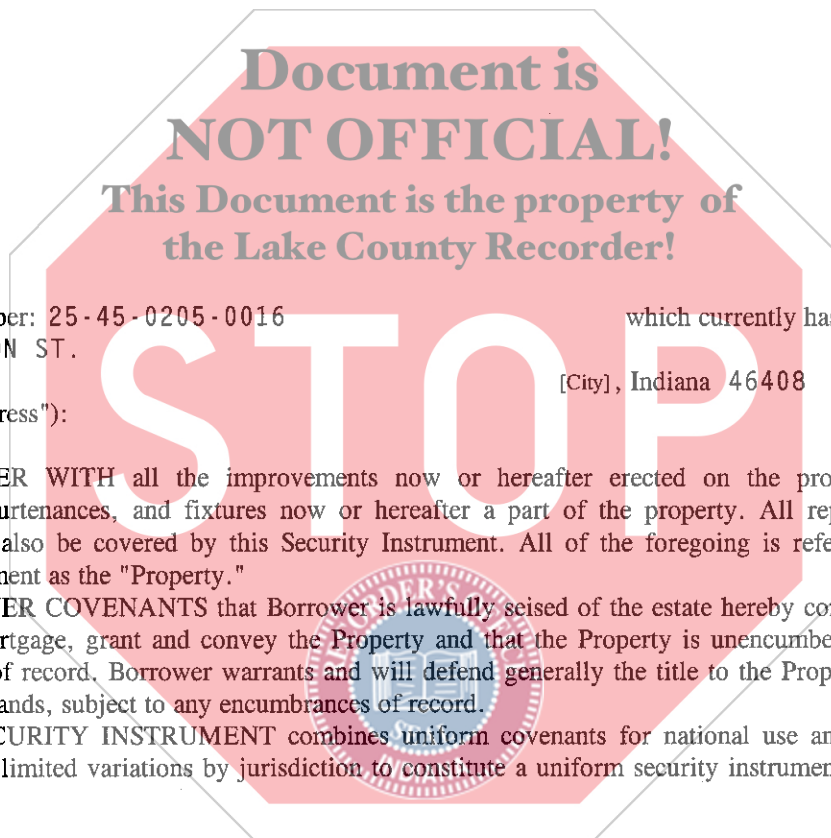 Document is
NOT OFFICIAL!
This Document is the property of
the Lake County Recorder!
ber: 25-45-0205-0016 which currently has
N ST.
[City], Indiana 46408
ress"):
STOP
ER WITH all the improvements now or hereafter erected on the pro
urtenances, and fixtures now or hereafter a part of the property. All rep
also be covered by this Security Instrument. All of the foregoing is refe
nent as the "Property."
ER COVENANTS that Borrower is lawfully seised of the estate hereby con
rtgage, grant and convey the Property and that the Property is unencumbe
of record. Borrower warrants and will defend generally the title to the Prop
ands, subject to any encumbrances of record.
CURITY INSTRUMENT combines uniform covenants for national use an
limited variations by jurisdiction to constitute a uniform security instrumen
SEAL
INDIANA